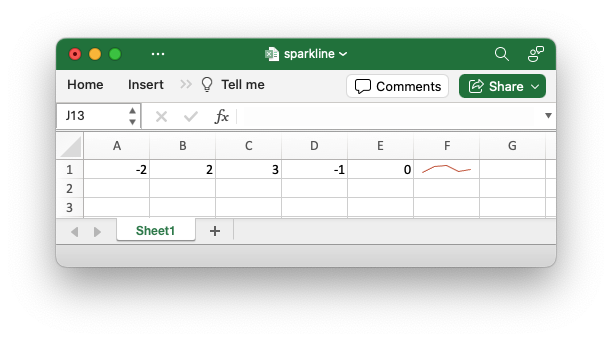 sparkline
Home Insert Tell me Comments Share
J13 fx
A B C D E F G
1 -2 2 3 -1 0
2
3
Sheet1 +